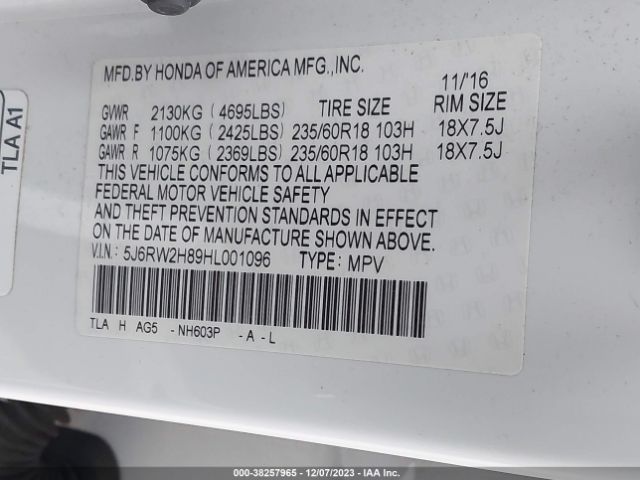 MFD.BY HONDA OF AMERICA MFG.,INC.
11/'16
GVWR 2130KG (4695LBS) TIRE SIZE RIM SIZE
GAWR F 1100KG (2425LBS) 235/60R18 103H 18X7.5J
GAWR R 1075KG (2369LBS) 235/60R18 103H 18X7.5J
THIS VEHICLE CONFORMS TO ALL APPLICABLE
FEDERAL MOTOR VEHICLE SAFETY
AND THEFT PREVENTION STANDARDS IN EFFECT
ON THE DATE OF MANUFACTURE SHOWN ABOVE.
V.I.N.: 5J6RW2H89HL001096 TYPE: MPV
TLA H AG5 -NH603P -A-L
TLA A1
000-38257965 - 12/07/2023 - IAA, Inc.